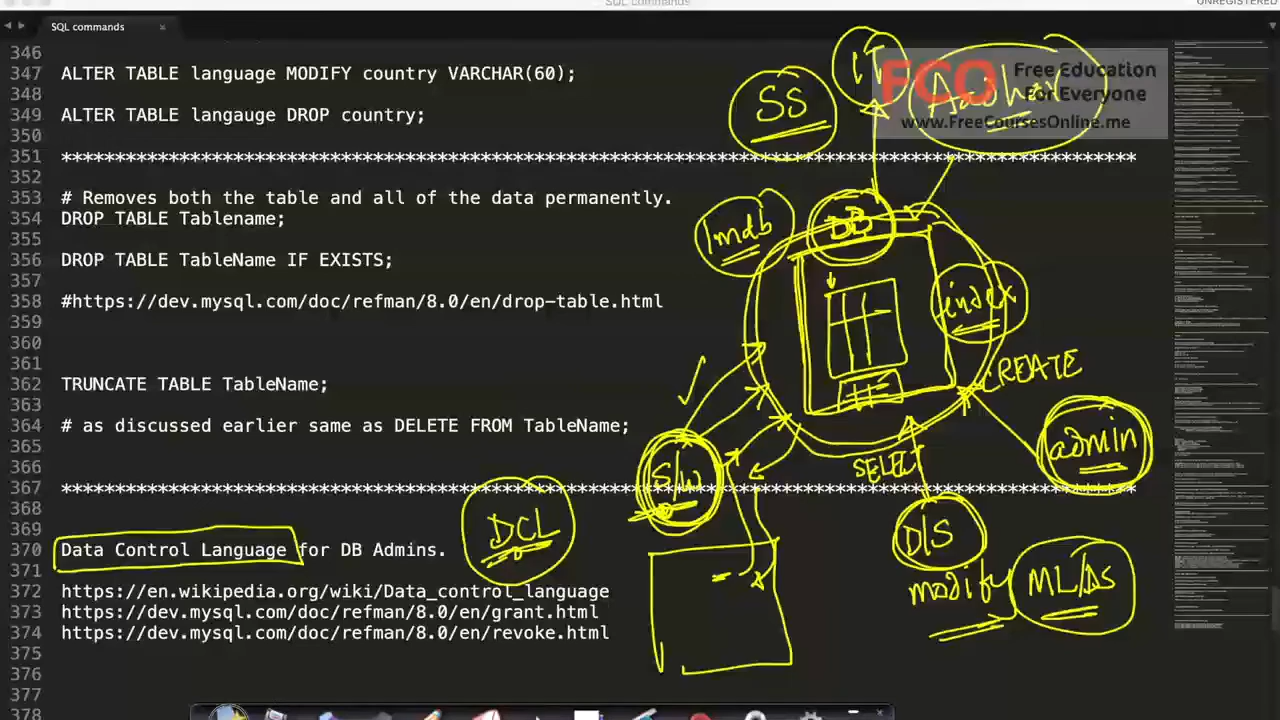 SQL commands
UNREGISTERED
SQL commands
346
347 ALTER TABLE language MODIFY country VARCHAR(60);
348
349 ALTER TABLE langauge DROP country;
350
351 ****************************************************************************************************
352
353 # Removes both the table and all of the data permanently.
354 DROP TABLE Tablename;
355
356 DROP TABLE TableName IF EXISTS;
357
358 #https://dev.mysql.com/doc/refman/8.0/en/drop-table.html
359
360
361
362 TRUNCATE TABLE TableName;
363
364 # as discussed earlier same as DELETE FROM TableName;
365
366
367 ****************************************************************************************************
368
369
370 Data Control Language for DB Admins.
371
372 https://en.wikipedia.org/wiki/Data_control_language
373 https://dev.mysql.com/doc/refman/8.0/en/grant.html
374 https://dev.mysql.com/doc/refman/8.0/en/revoke.html
375
376
377
378
IT
SS
Aadhar
FCO Free Education
For Everyone
www.FreeCoursesOnline.me
Imdb
DB
index
CREATE
admin
S/W
SELECT
DCL
D/S
modify
ML/DS